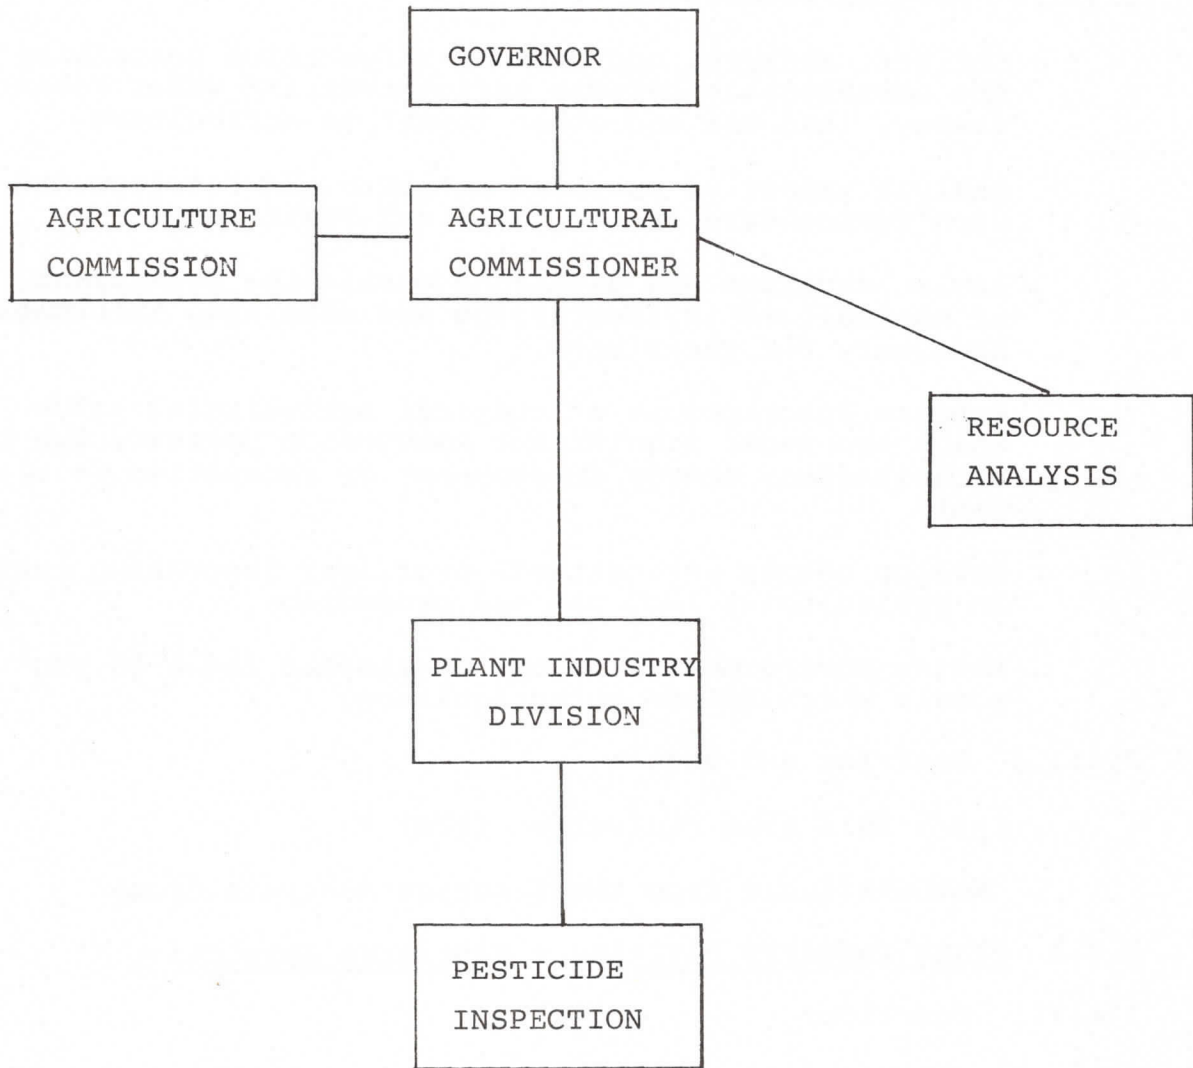 GOVERNOR
AGRICULTURE
COMMISSION
AGRICULTURAL
COMMISSIONER
RESOURCE
ANALYSIS
PLANT INDUSTRY
DIVISION
PESTICIDE
INSPECTION